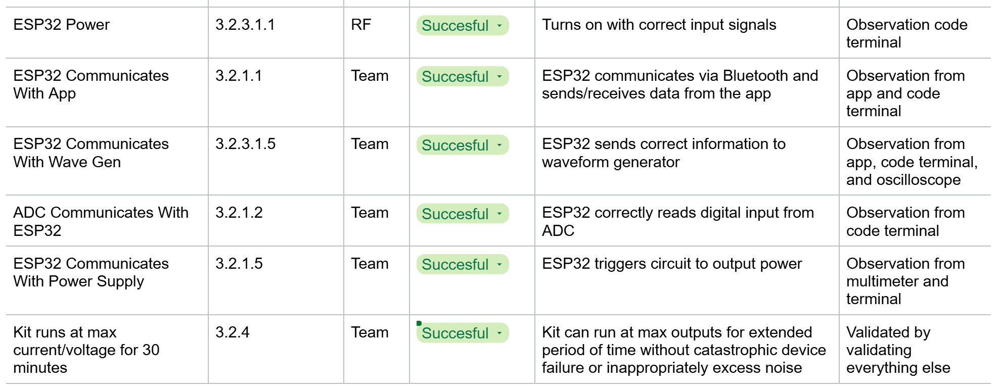 ESP32 Power
3.2.3.1.1
RF
Succesful
Turns on with correct input signals
Observation code
terminal
ESP32 Communicates
With App
3.2.1.1
Team
Succesful
ESP32 communicates via Bluetooth and
sends/receives data from the app
Observation from
app and code
terminal
ESP32 Communicates
With Wave Gen
3.2.3.1.5
Team
Succesful
ESP32 sends correct information to
waveform generator
Observation from
app, code terminal,
and oscilloscope
ADC Communicates With
ESP32
3.2.1.2
Team
Succesful
ESP32 correctly reads digital input from
ADC
Observation from
code terminal
ESP32 Communicates
With Power Supply
3.2.1.5
Team
Succesful
ESP32 triggers circuit to output power
Observation from
multimeter and
terminal
Kit runs at max
current/voltage for 30
minutes
3.2.4
Team
Succesful
Kit can run at max outputs for extended
period of time without catastrophic device
failure or inappropriately excess noise
Validated by
validating
everything else